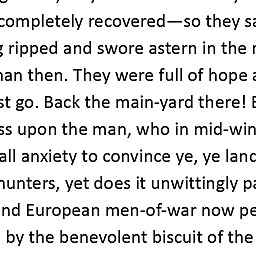 completely recovered—so they sa
g ripped and swore astern in the r
han then. They were full of hope a
st go. Back the main-yard there! B
ss upon the man, who in mid-win
all anxiety to convince ye, ye land
hunters, yet does it unwittingly pa
nd European men-of-war now pe
by the benevolent biscuit of the